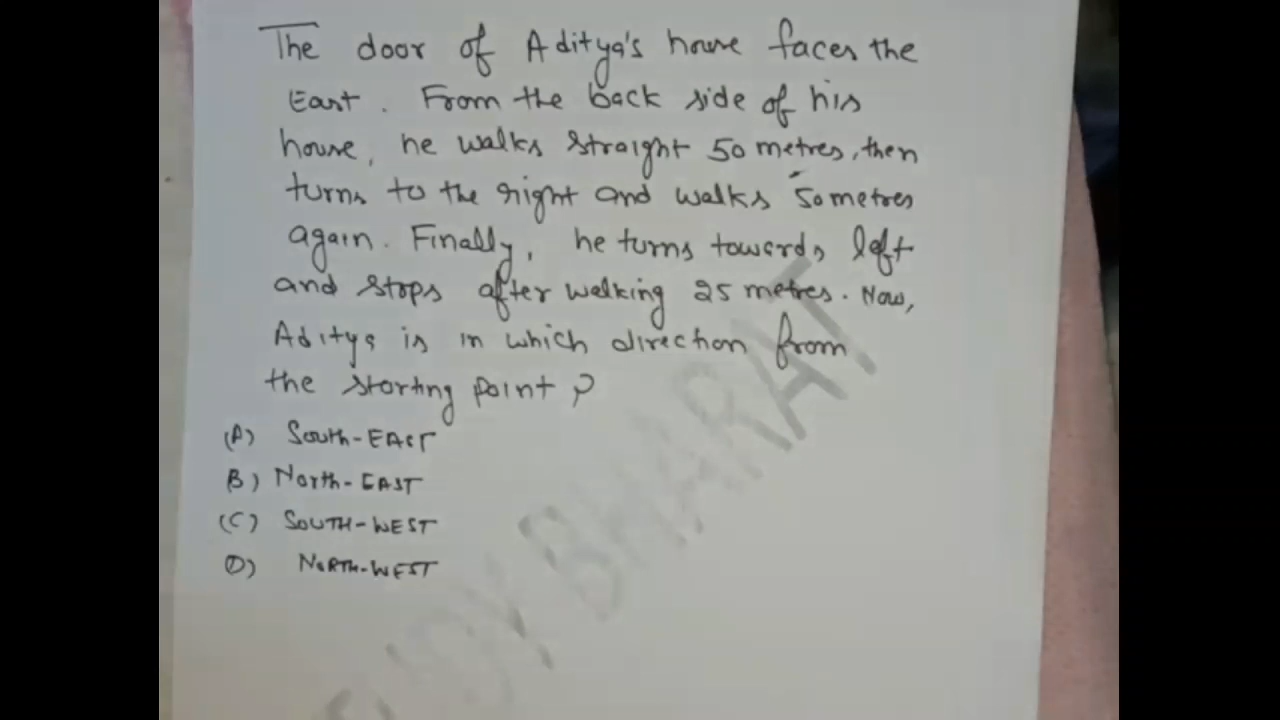 The door of Aditya's house faces the
East. From the back side of his
house, he walks straight 50 metres, then
turns to the right and walks 50 metres
again. Finally, he turns towards left
and stops after walking 25 metres. Now,
Aditya is in which direction from
the starting point?
(A) South-EAST
B) North-EAST
(C) SOUTH-WEST
D) NORTH-WEST
BHARAT